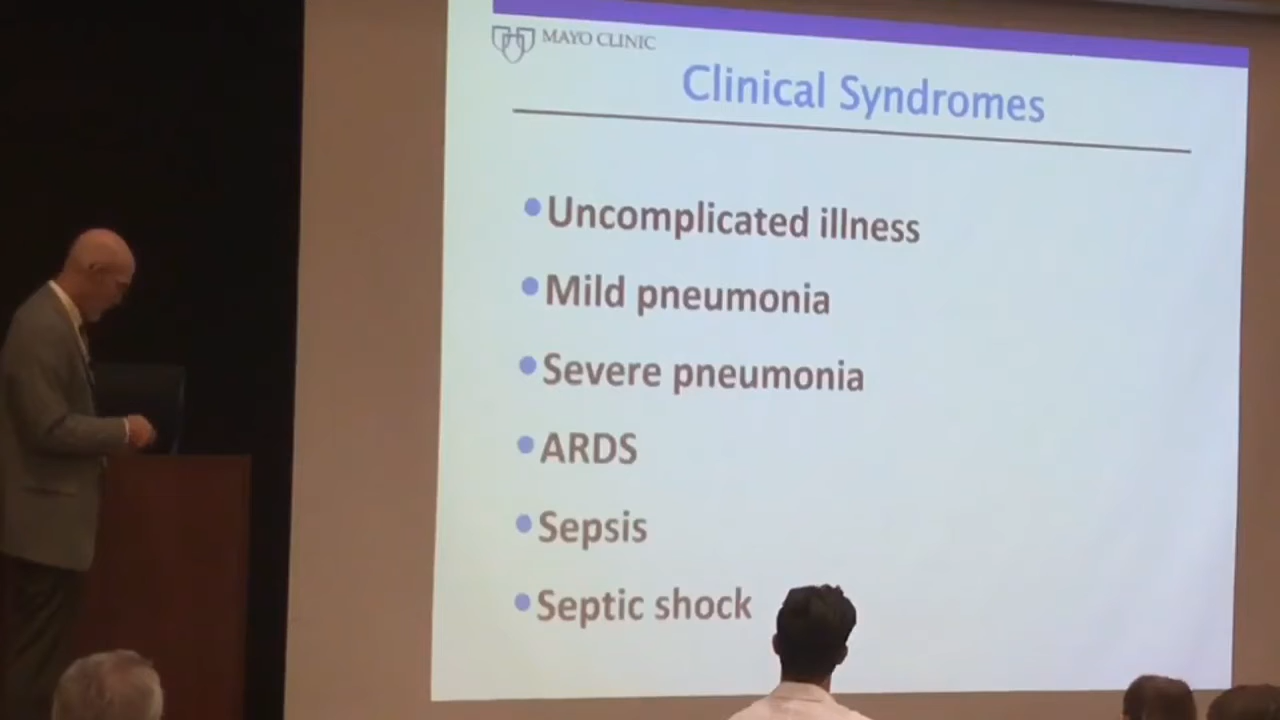 MAYO CLINIC
Clinical Syndromes
Uncomplicated illness
Mild pneumonia
Severe pneumonia
ARDS
Sepsis
Septic shock